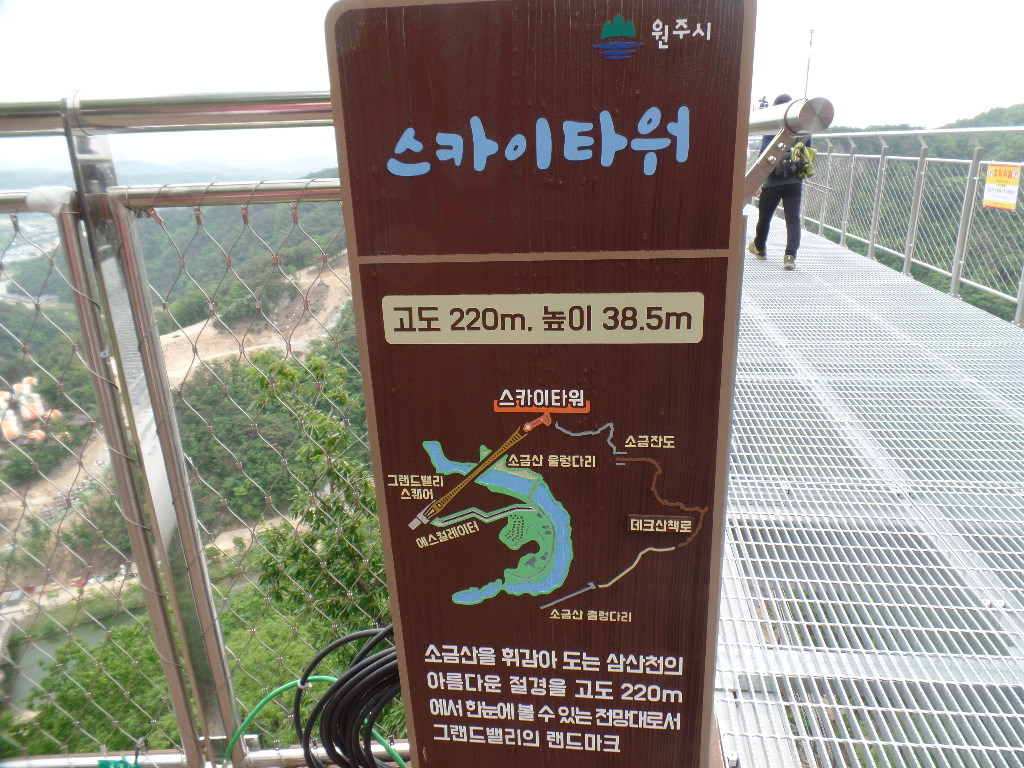 원주시
스카이타워
고도 220m, 높이 38.5m
스카이타워
소금잔도
소금산 울렁다리
그랜드밸리
스퀘어
에스컬레이터
데크산책로
소금산 출렁다리
소금산을 휘감아 도는 삼산천의
아름다운 절경을 고도 220m
에서 한눈에 볼 수 있는 전망대로서
그랜드밸리의 랜드마크